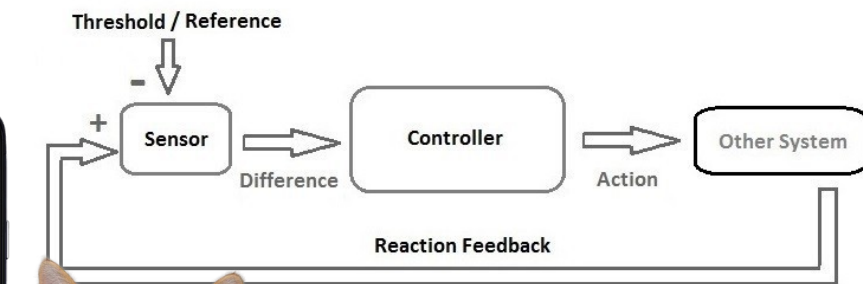 Threshold / Reference
-
+
Sensor
Difference
Controller
Action
Other System
Reaction Feedback